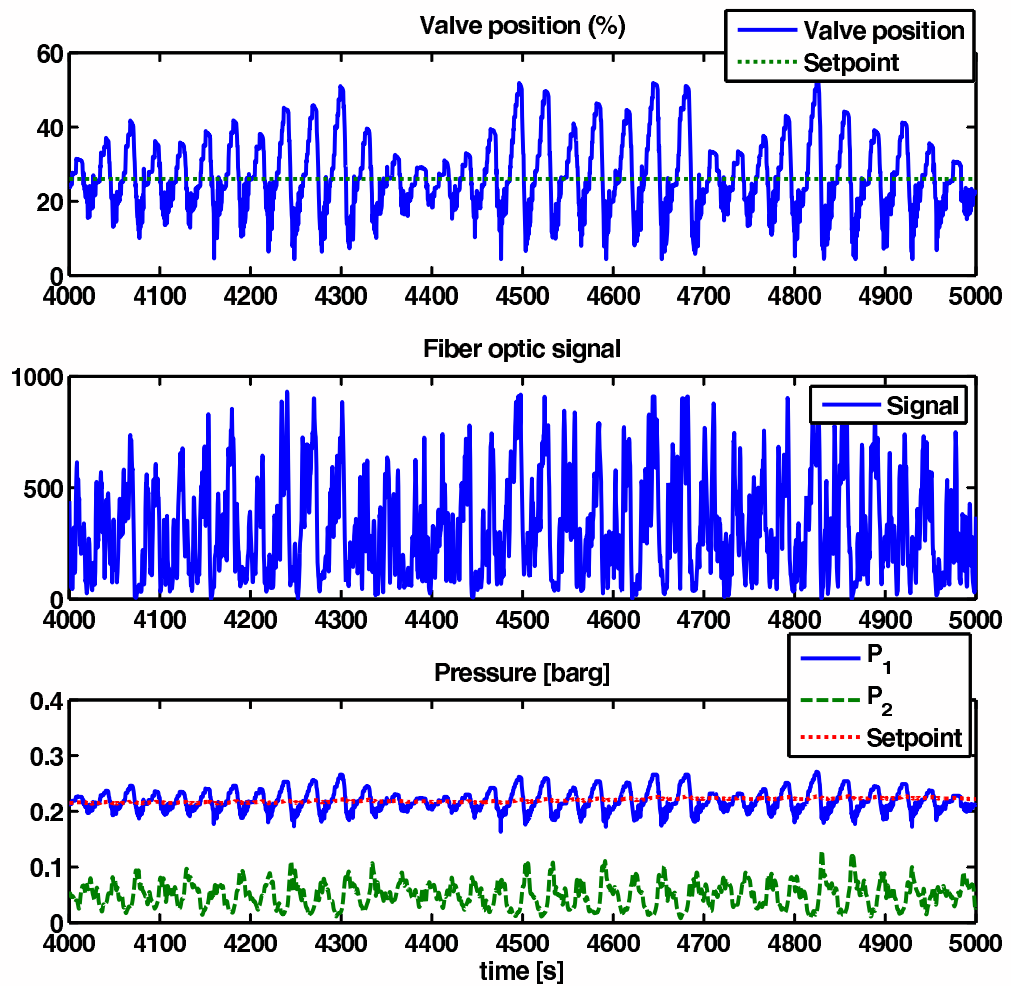 Valve position (%)
Valve position
Setpoint
60
40
20
0
4000 4100 4200 4300 4400 4500 4600 4700 4800 4900 5000
Fiber optic signal
Signal
1000
500
0
4000 4100 4200 4300 4400 4500 4600 4700 4800 4900 5000
Pressure [barg]
P1
P2
Setpoint
0.4
0.3
0.2
0.1
0
4000 4100 4200 4300 4400 4500 4600 4700 4800 4900 5000
time [s]